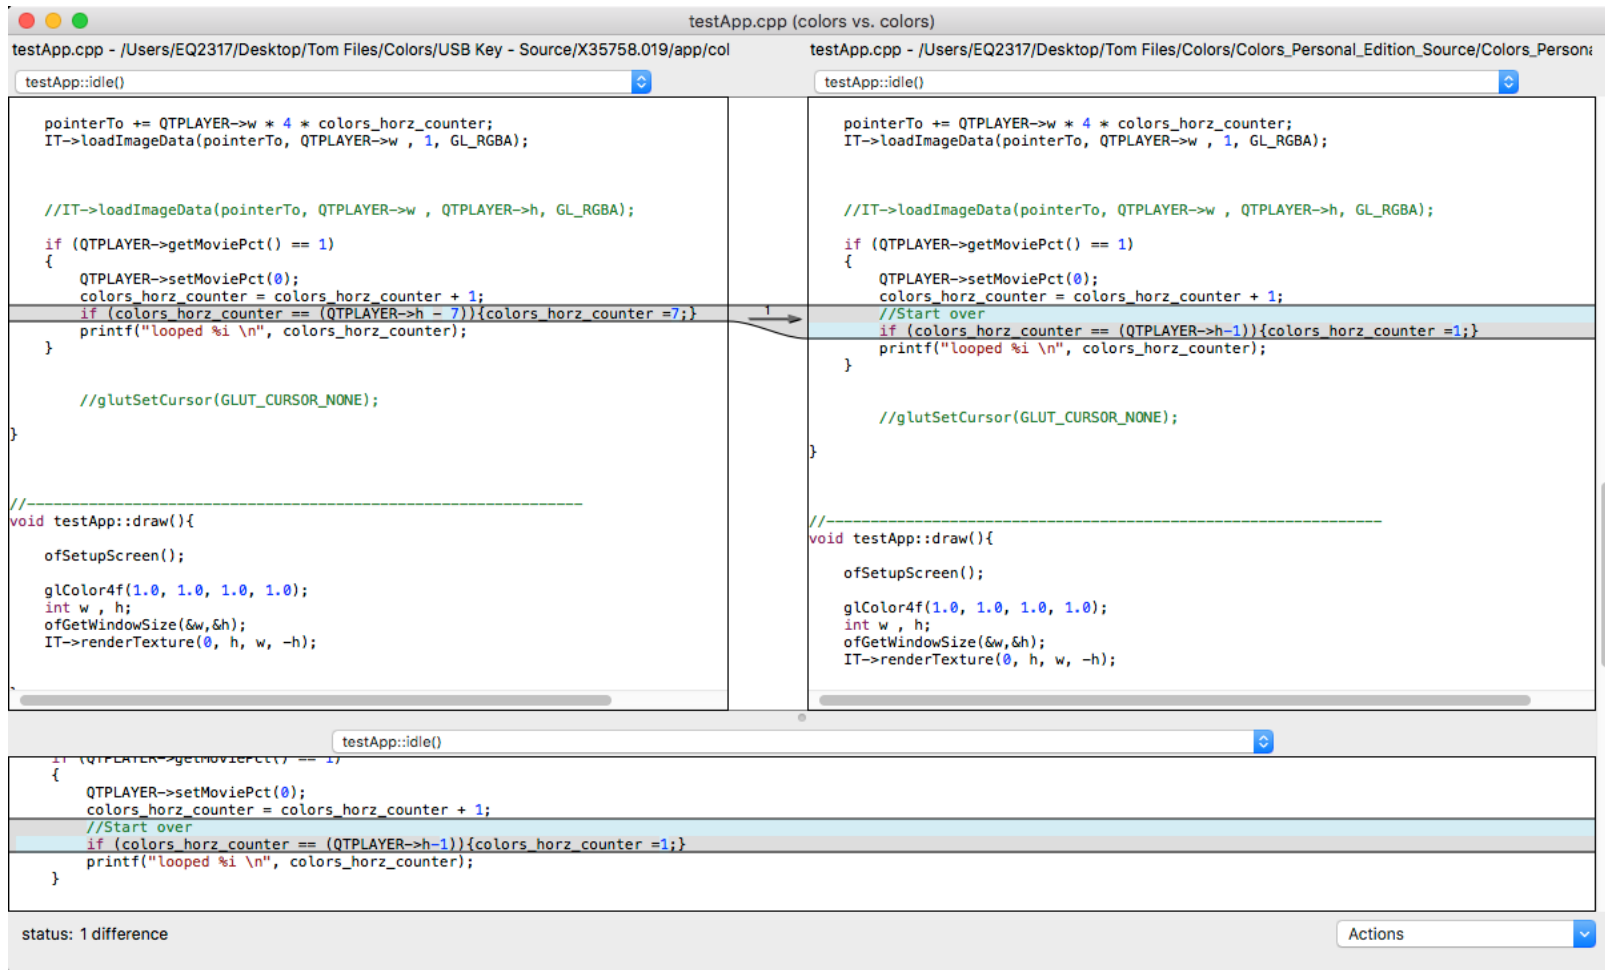 testApp.cpp (colors vs. colors)
testApp.cpp - /Users/EQ2317/Desktop/Tom Files/Colors/USB Key - Source/X35758.019/app/col
testApp::idle()
pointerTo += QTPLAYER->w * 4 * colors_horz_counter;
IT->loadImageData(pointerTo, QTPLAYER->w , 1, GL_RGBA);
//IT->loadImageData(pointerTo, QTPLAYER->w , QTPLAYER->h, GL_RGBA);
if (QTPLAYER->getMoviePct() == 1)
{
QTPLAYER->setMoviePct(0);
colors_horz_counter = colors_horz_counter + 1;
if (colors_horz_counter == (QTPLAYER->h - 7)){colors_horz_counter =7;}
printf("looped %i \n", colors_horz_counter);
}
//glutSetCursor(GLUT_CURSOR_NONE);
}
//---------------------------------------------------------------
void testApp::draw(){
ofSetupScreen();
glColor4f(1.0, 1.0, 1.0, 1.0);
int w , h;
ofGetWindowSize(&w,&h);
IT->renderTexture(0, h, w, -h);
1
testApp.cpp - /Users/EQ2317/Desktop/Tom Files/Colors/Colors_Personal_Edition_Source/Colors_Persona
testApp::idle()
pointerTo += QTPLAYER->w * 4 * colors_horz_counter;
IT->loadImageData(pointerTo, QTPLAYER->w , 1, GL_RGBA);
//IT->loadImageData(pointerTo, QTPLAYER->w , QTPLAYER->h, GL_RGBA);
if (QTPLAYER->getMoviePct() == 1)
{
QTPLAYER->setMoviePct(0);
colors_horz_counter = colors_horz_counter + 1;
//Start over
if (colors_horz_counter == (QTPLAYER->h-1)){colors_horz_counter =1;}
printf("looped %i \n", colors_horz_counter);
}
//glutSetCursor(GLUT_CURSOR_NONE);
}
//---------------------------------------------------------------
void testApp::draw(){
ofSetupScreen();
glColor4f(1.0, 1.0, 1.0, 1.0);
int w , h;
ofGetWindowSize(&w,&h);
IT->renderTexture(0, h, w, -h);
testApp::idle()
if (QTPLAYER->getMoviePct() == 1)
{
QTPLAYER->setMoviePct(0);
colors_horz_counter = colors_horz_counter + 1;
//Start over
if (colors_horz_counter == (QTPLAYER->h-1)){colors_horz_counter =1;}
printf("looped %i \n", colors_horz_counter);
}
status: 1 difference
Actions